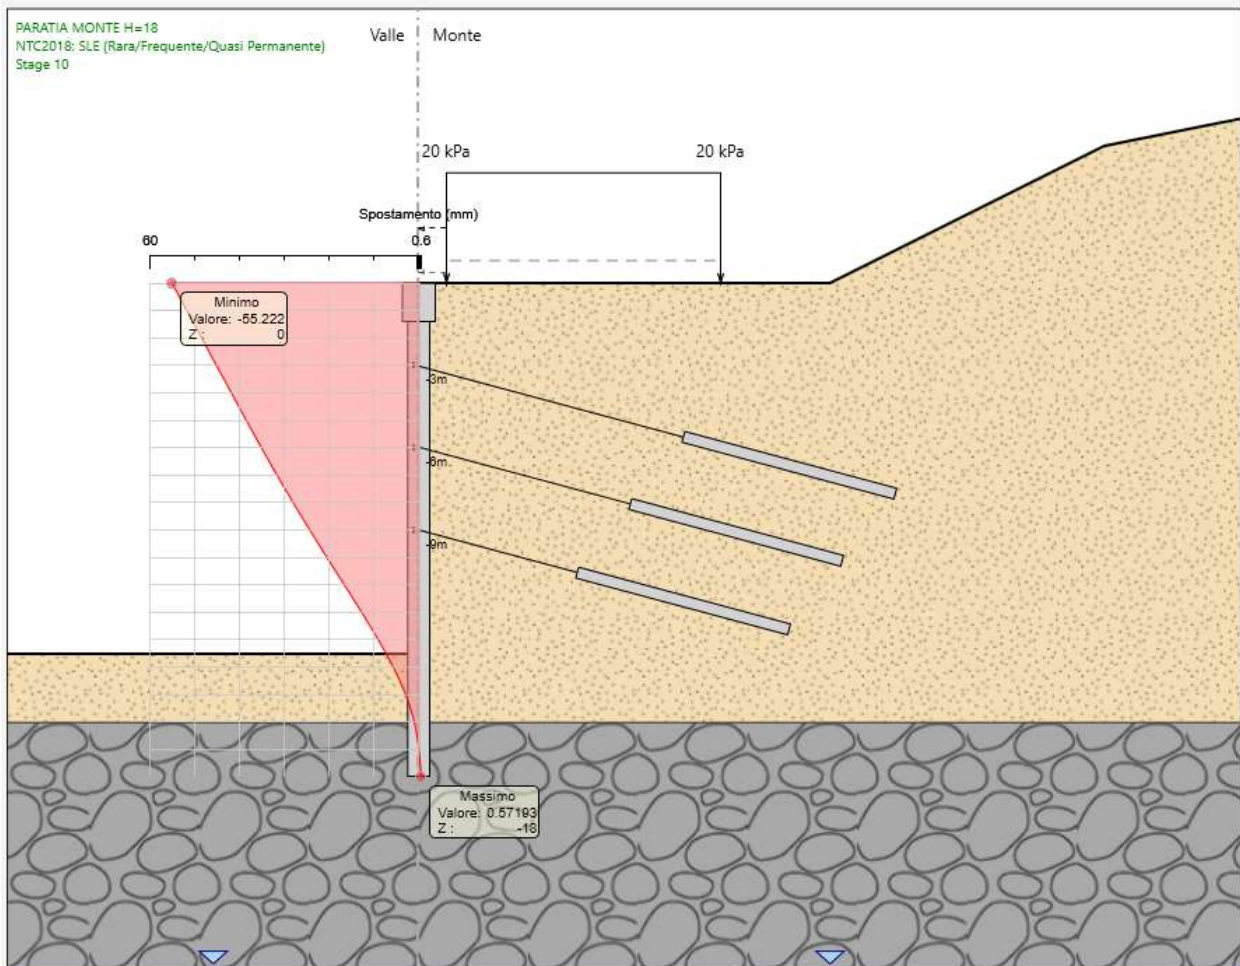 PARATIA MONTE H=18
NTC2018: SLE (Rara/Frequente/Quasi Permanente)
Stage 10
Valle
Monte
20 kPa
20 kPa
Spostamento (mm)
60
0.6
Minimo
Valore: -55.222
Z : 0
-3m
-6m
-9m
Massimo
Valore: 0.57193
Z : -18